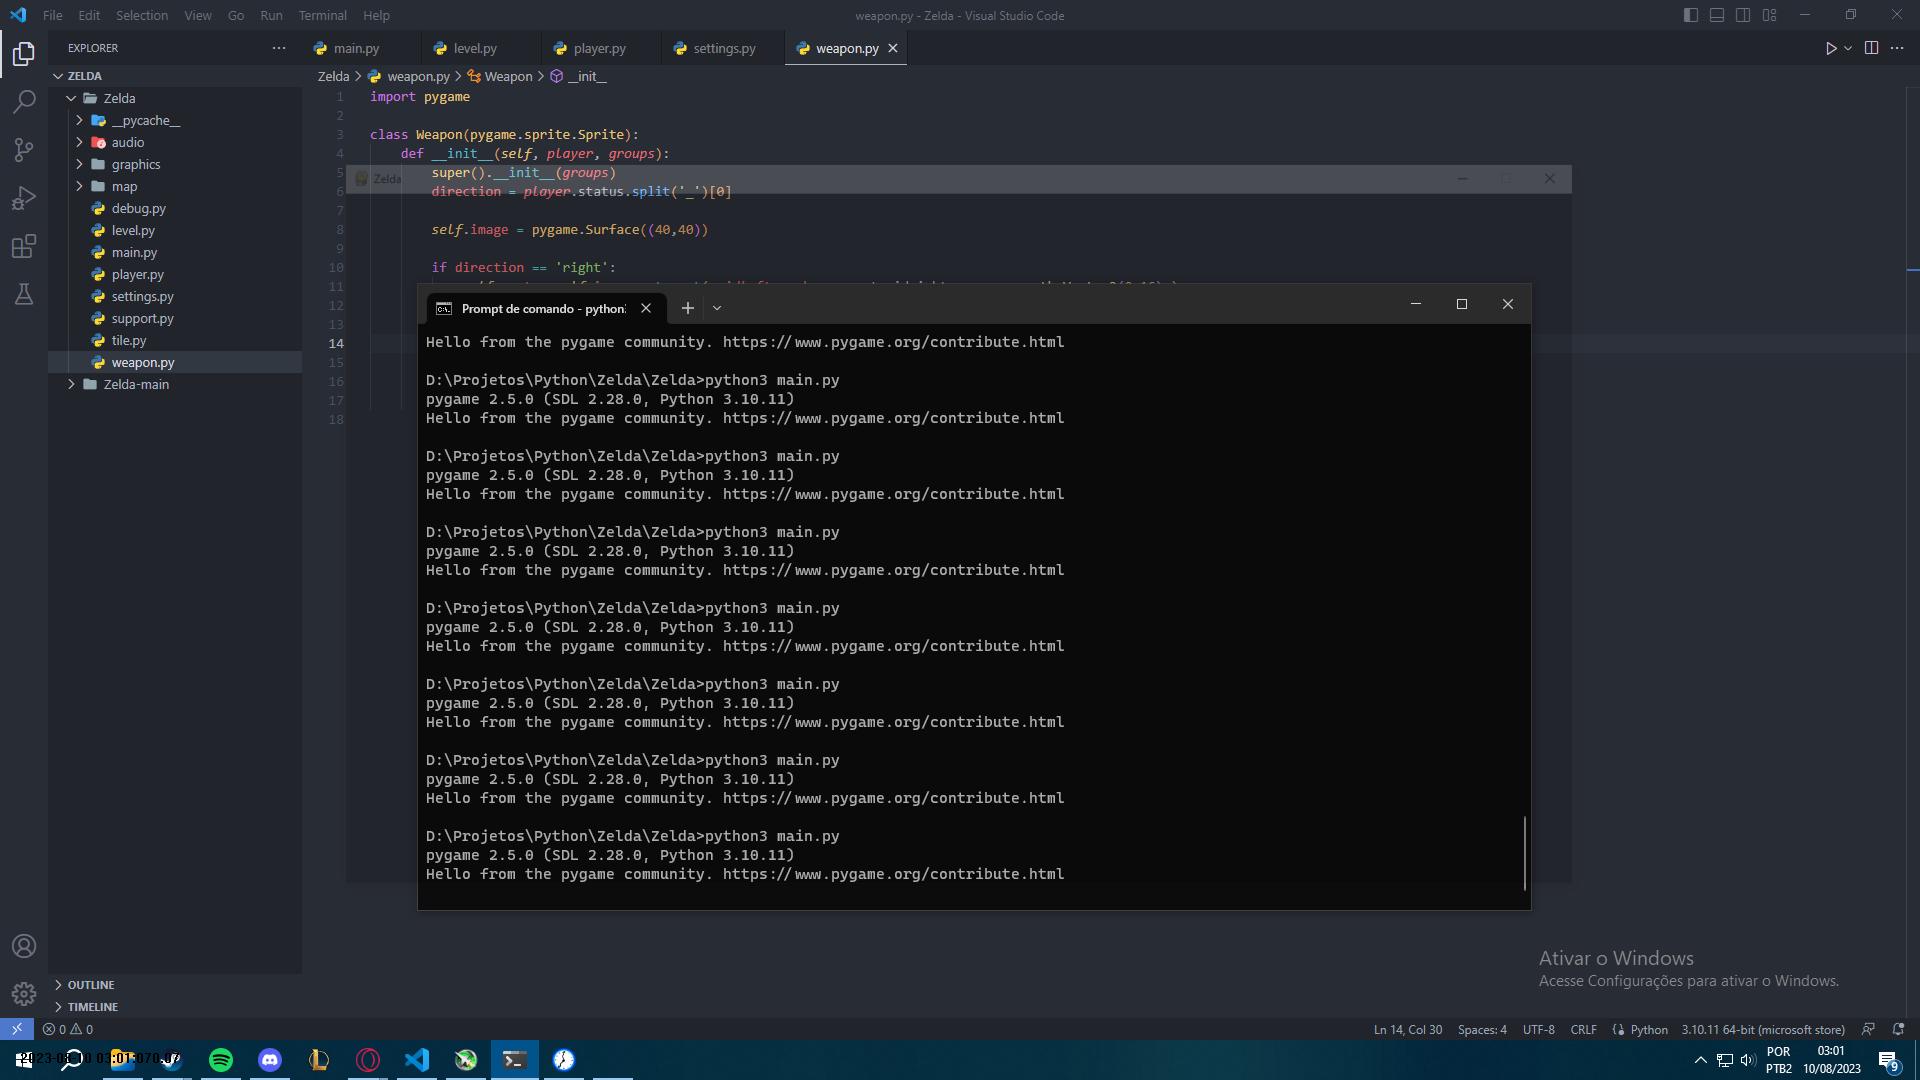 File Edit Selection View Go Run Terminal Help
weapon.py - Zelda - Visual Studio Code
EXPLORER
main.py
level.py
player.py
settings.py
weapon.py
ZELDA
Zelda
__pycache__
audio
graphics
map
debug.py
level.py
main.py
player.py
settings.py
support.py
tile.py
weapon.py
Zelda-main
OUTLINE
TIMELINE
Zelda > weapon.py > Weapon > __init__
1 import pygame
2
3 class Weapon(pygame.sprite.Sprite):
4 def __init__(self, player, groups):
5 super().__init__(groups)
Zelda
6 direction = player.status.split('_')[0]
7
8 self.image = pygame.Surface((40,40))
9
10 if direction == 'right':
11
12
13
14
15
16
17
18
Prompt de comando - python
Hello from the pygame community. https://www.pygame.org/contribute.html
D:\Projetos\Python\Zelda\Zelda>python3 main.py
pygame 2.5.0 (SDL 2.28.0, Python 3.10.11)
Hello from the pygame community. https://www.pygame.org/contribute.html
D:\Projetos\Python\Zelda\Zelda>python3 main.py
pygame 2.5.0 (SDL 2.28.0, Python 3.10.11)
Hello from the pygame community. https://www.pygame.org/contribute.html
D:\Projetos\Python\Zelda\Zelda>python3 main.py
pygame 2.5.0 (SDL 2.28.0, Python 3.10.11)
Hello from the pygame community. https://www.pygame.org/contribute.html
D:\Projetos\Python\Zelda\Zelda>python3 main.py
pygame 2.5.0 (SDL 2.28.0, Python 3.10.11)
Hello from the pygame community. https://www.pygame.org/contribute.html
D:\Projetos\Python\Zelda\Zelda>python3 main.py
pygame 2.5.0 (SDL 2.28.0, Python 3.10.11)
Hello from the pygame community. https://www.pygame.org/contribute.html
D:\Projetos\Python\Zelda\Zelda>python3 main.py
pygame 2.5.0 (SDL 2.28.0, Python 3.10.11)
Hello from the pygame community. https://www.pygame.org/contribute.html
D:\Projetos\Python\Zelda\Zelda>python3 main.py
pygame 2.5.0 (SDL 2.28.0, Python 3.10.11)
Hello from the pygame community. https://www.pygame.org/contribute.html
Ativar o Windows
Acesse Configurações para ativar o Windows.
0 0
Ln 14, Col 30 Spaces: 4 UTF-8 CRLF Python 3.10.11 64-bit (microsoft store)
POR
PTB2
03:01
10/08/2023
9